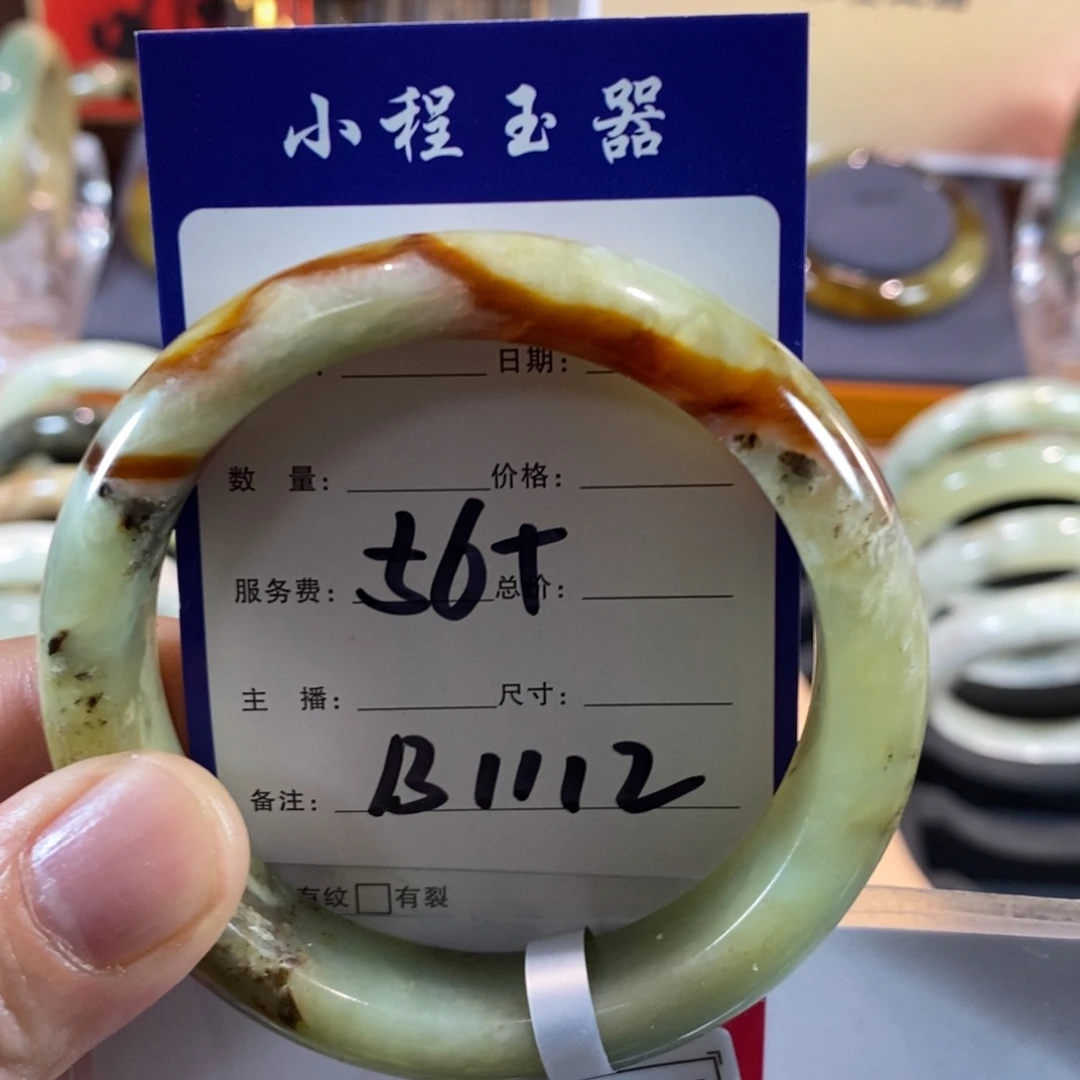 小程玉器
日期：
数 量： 价格：
服务费： 56+ 总价：
主 播： 尺寸：
备注： B1112
有纹□有裂